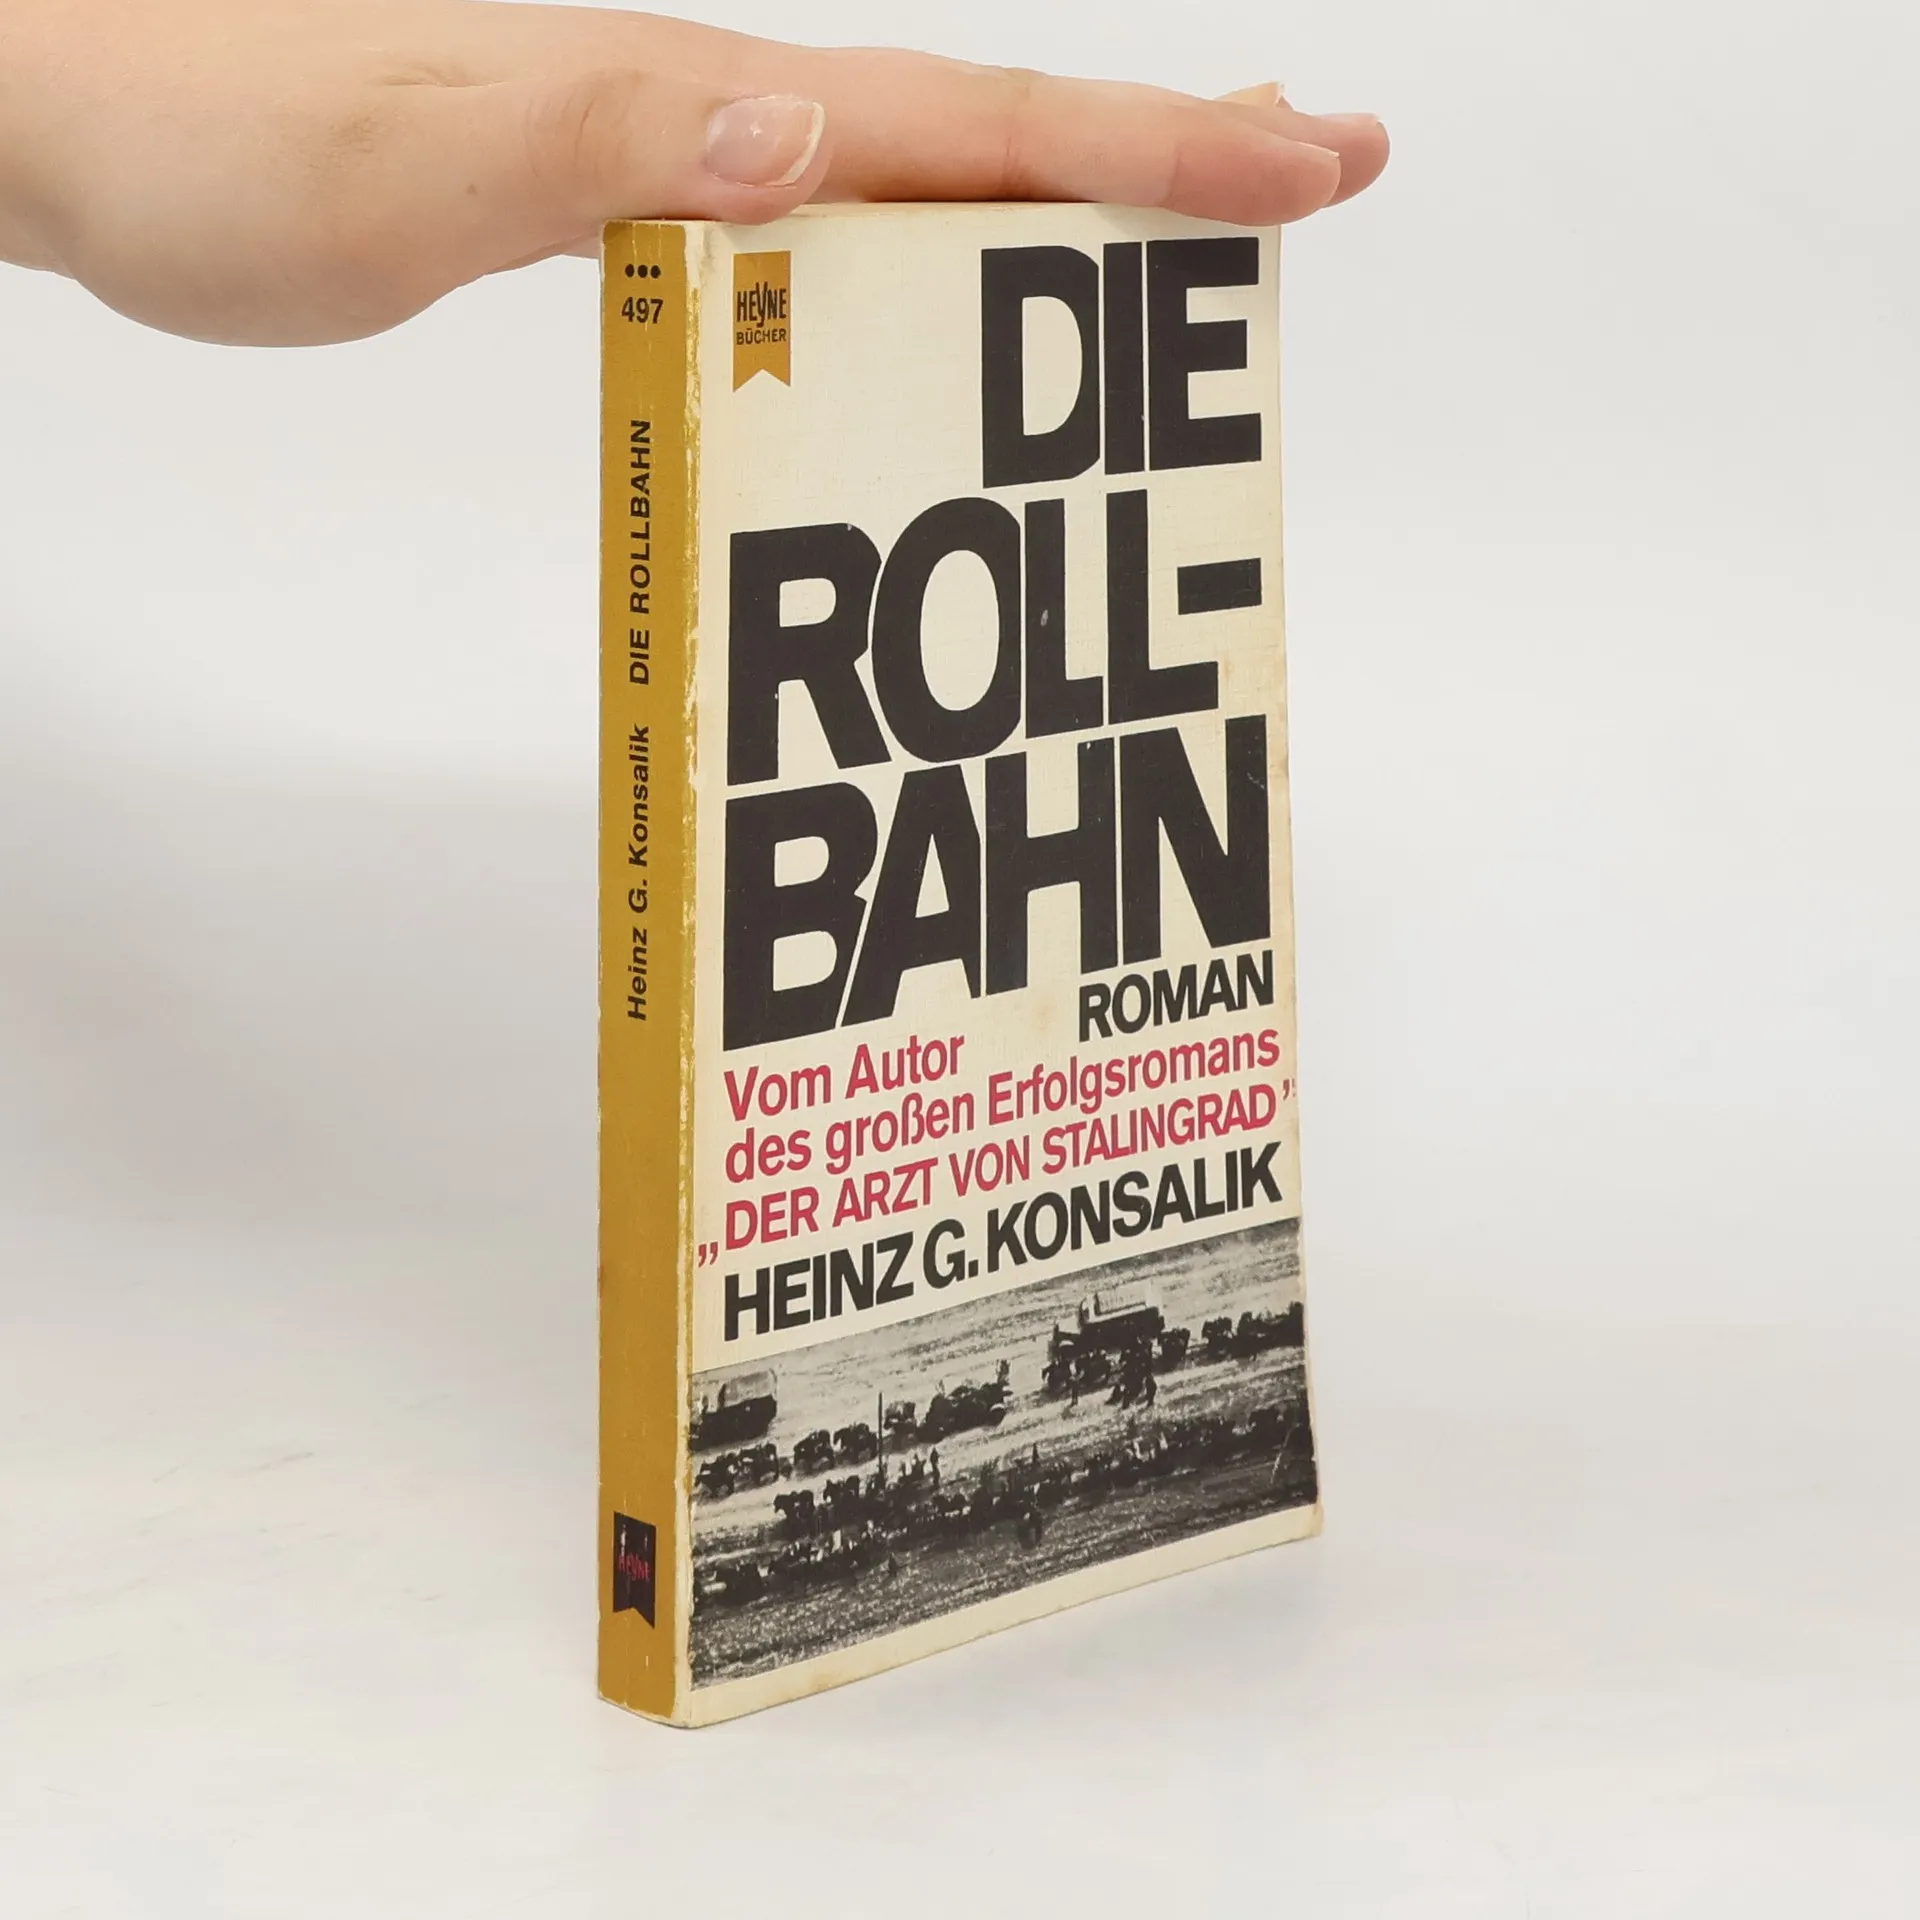 •••
497
Heinz G. Konsalik DIE ROLLBAHN
HEYNE
HEYNE
BÜCHER
DIE
ROLL-
BAHN
ROMAN
Vom Autor
des großen Erfolgsromans
„DER ARZT VON STALINGRAD”
HEINZ G. KONSALIK